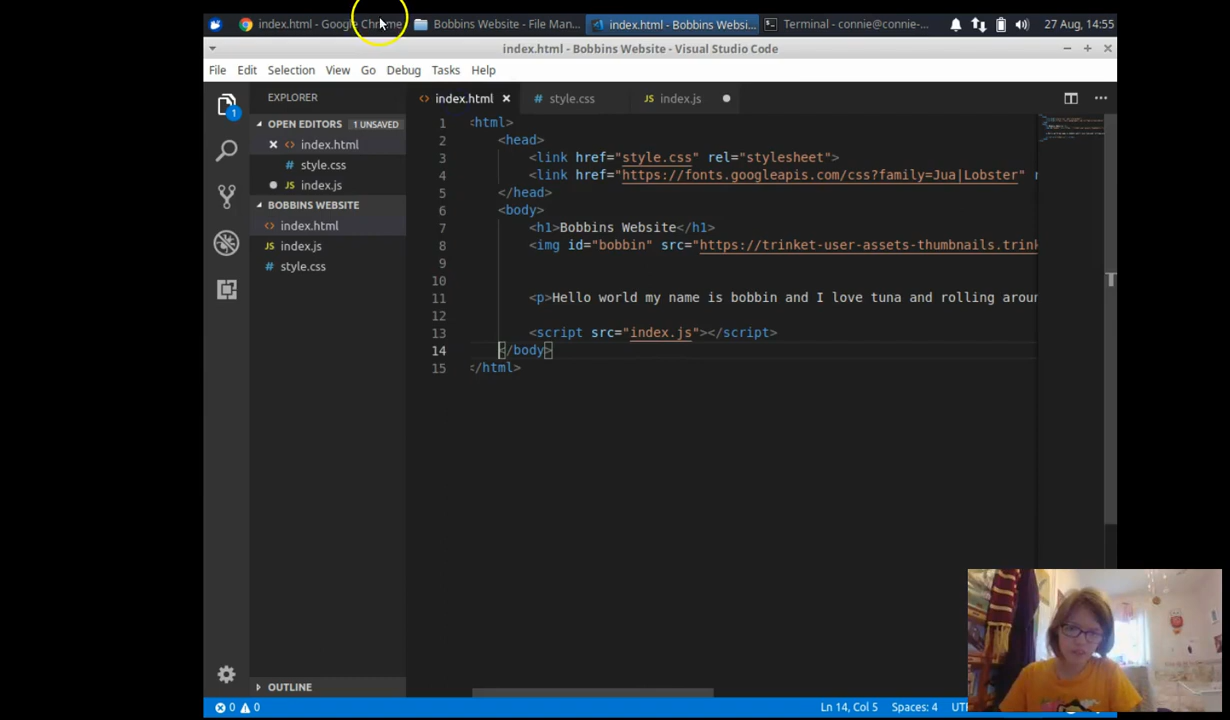 index.html - Google Chrome
Bobbins Website - File Man...
index.html - Bobbins Websi...
Terminal - connie@connie-...
27 Aug, 14:55
index.html - Bobbins Website - Visual Studio Code
File Edit Selection View Go Debug Tasks Help
EXPLORER
OPEN EDITORS 1 UNSAVED
index.html
# style.css
JS index.js
BOBBINS WEBSITE
<> index.html
JS index.js
# style.css
OUTLINE
1
<> index.html
# style.css
JS index.js
1 <html>
2 <head>
3 <link href="style.css" rel="stylesheet">
4 <link href="https://fonts.googleapis.com/css?family=Jua|Lobster" r
5 </head>
6 <body>
7 <h1>Bobbins Website</h1>
8 <img id="bobbin" src="https://trinket-user-assets-thumbnails.trink
9
10
11 <p>Hello world my name is bobbin and I love tuna and rolling aroun
12
13 <script src="index.js"></script>
14 </body>
15 </html>
0 0
Ln 14, Col 5 Spaces: 4 UT